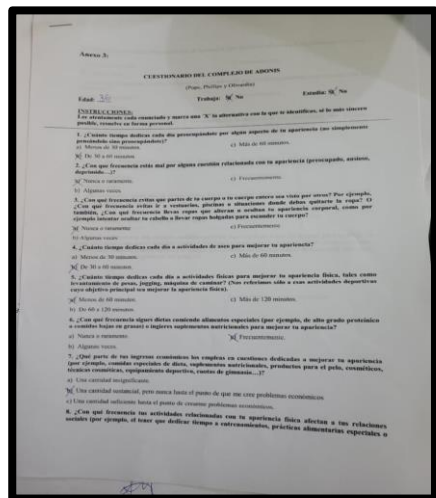 Anexo 3:
CUESTIONARIO DEL COMPLEJO DE ADONIS
(Pope, Phillips y Olivardia)
Edad: 36 Trabaja: Si No Estudia: Si No
INSTRUCCIONES:
Lee atentamente cada enunciado y marca una "X" la alternativa con la que te identificas, sé lo más sincero
posible, resuelve en forma personal.
1. ¿Cuánto tiempo dedicas cada día preocupándote por algún aspecto de tu apariencia (no simplemente
pensándolo sino preocupándote)?
a) Menos de 30 minutos. c) Más de 60 minutos.
b) De 30 a 60 minutos
2. ¿Con qué frecuencia estás mal por alguna cuestión relacionada con tu apariencia (preocupado, ansioso,
deprimido…)?
a) Nunca o raramente. c) Frecuentemente.
b) Algunas veces
3. ¿Con qué frecuencia evitas que partes de tu cuerpo o tu cuerpo entero sea visto por otros? Por ejemplo,
¿Con qué frecuencia evitas ir a vestuarios, piscinas o situaciones donde debas quitarte la ropa? O
también, ¿Con qué frecuencia llevas ropas que alteran u ocultan tu apariencia corporal, como por
ejemplo intentar ocultar tu cabello o llevar ropas holgadas para esconder tu cuerpo?
a) Nunca o raramente c) Frecuentemente.
b) Algunas veces
4. ¿Cuánto tiempo dedicas cada día a actividades de aseo para mejorar tu apariencia?
a) Menos de 30 minutos. c) Más de 60 minutos.
b) De 30 a 60 minutos.
5. ¿Cuánto tiempo dedicas cada día a actividades físicas para mejorar tu apariencia física, tales como
levantamiento de pesas, jogging, máquina de caminar? (Nos referimos sólo a esas actividades deportivas
cuyo objetivo principal sea mejorar la apariencia física).
a) Menos de 60 minutos. c) Más de 120 minutos.
b) De 60 a 120 minutos.
6. ¿Con qué frecuencia sigues dietas comiendo alimentos especiales (por ejemplo, de alto grado proteínico
o comidas bajas en grasas) o ingieres suplementos nutricionales para mejorar tu apariencia?
a) Nunca o raramente. c) Frecuentemente.
b) Algunas veces.
7. ¿Qué parte de tus ingresos económicos los empleas en cuestiones dedicadas a mejorar tu apariencia
(por ejemplo, comidas especiales de dieta, suplementos nutricionales, productos para el pelo, cosméticos,
técnicas cosméticas, equipamiento deportivo, cuotas de gimnasio…)?
a) Una cantidad insignificante.
b) Una cantidad sustancial, pero nunca hasta el punto de que me cree problemas económicos.
c) Una cantidad suficiente hasta el punto de crearme problemas económicos.
8. ¿Con qué frecuencia tus actividades relacionadas con tu apariencia física afectan a tus relaciones
sociales (por ejemplo, el tener que dedicar tiempo a entrenamientos, prácticas alimentarias especiales o